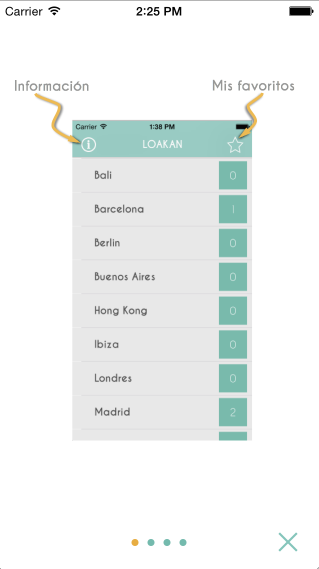 Carrier 2:25 PM
Información Mis favoritos
Carrier 1:38 PM
LOAKAN
Bali 0
Barcelona 1
Berlin 0
Buenos Aires 0
Hong Kong 0
Ibiza 0
Londres 0
Madrid 2